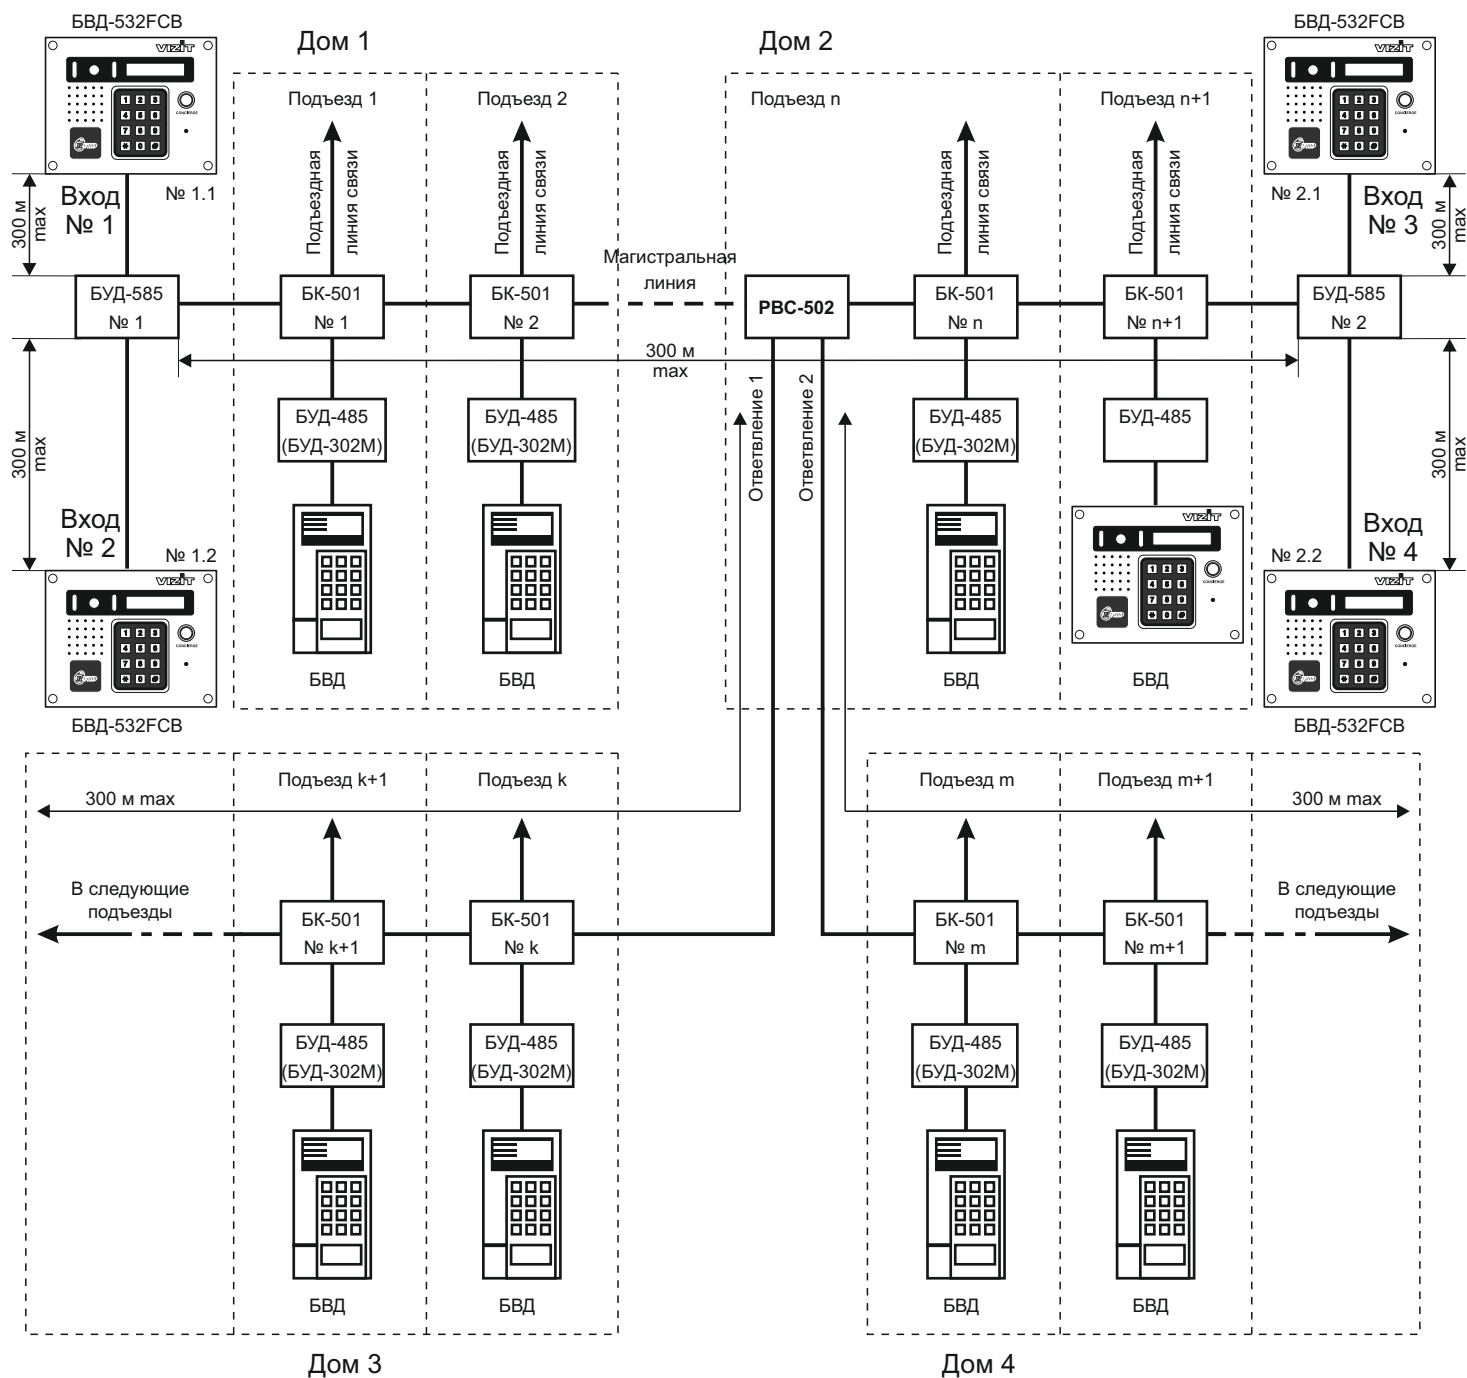 БВД-532FCB
Дом 1
Дом 2
БВД-532FCB
VIZIT
CONCIERGE
Подъезд 1
Подъезд 2
Подъезд n
Подъезд n+1
VIZIT
CONCIERGE
Подъездная
линия связи
Подъездная
линия связи
Подъездная
линия связи
Подъездная
линия связи
300 м
max
Вход
№ 1
№ 1.1
№ 2.1
Вход
№ 3
300 м
max
Магистральная
линия
БУД-585
№ 1
БК-501
№ 1
БК-501
№ 2
РВС-502
БК-501
№ n
БК-501
№ n+1
БУД-585
№ 2
300 м
max
300 м
max
Ответвление 1
Ответвление 2
300 м
max
БУД-485
(БУД-302М)
БУД-485
(БУД-302М)
БУД-485
(БУД-302М)
БУД-485
Вход
№ 2
№ 1.2
VIZIT
CONCIERGE
БВД-532FCB
БВД
БВД
БВД
VIZIT
CONCIERGE
БВД
№ 2.2
Вход
№ 4
VIZIT
CONCIERGE
БВД-532FCB
Подъезд k+1
Подъезд k
Подъезд m
Подъезд m+1
300 м max
300 м max
В следующие
подъезды
БК-501
№ k+1
БК-501
№ k
БК-501
№ m
БК-501
№ m+1
В следующие
подъезды
БУД-485
(БУД-302М)
БУД-485
(БУД-302М)
БУД-485
(БУД-302М)
БУД-485
(БУД-302М)
БВД
БВД
БВД
БВД
Дом 3
Дом 4